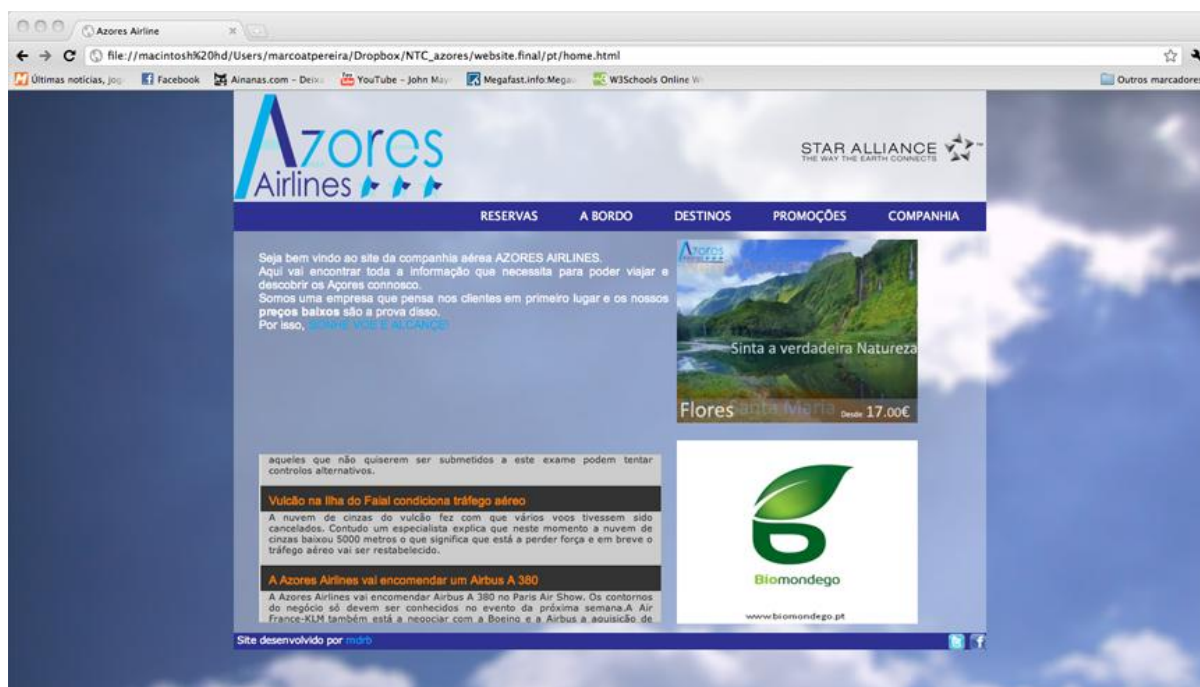 Azores Airline
file://macintosh%20hd/Users/marcoatpereira/Dropbox/NTC_azores/website.final/pt/home.html
Últimas notícias, jog
Facebook
Ainanas.com – Deixa
YouTube – John May
Megafast.info:Mega
W3Schools Online W
Outros marcadores
Azores
Airlines
STAR ALLIANCE
THE WAY THE EARTH CONNECTS
RESERVAS A BORDO DESTINOS PROMOÇÕES COMPANHIA
Seja bem vindo ao site da companhia aérea AZORES AIRLINES.
Aqui vai encontrar toda a informação que necessita para poder viajar e
descobrir os Açores connosco.
Somos uma empresa que pensa nos clientes em primeiro lugar e os nossos
preços baixos são a prova disso.
Por isso, SONHE VOE E ALCANÇE!
Azores
Sinta a verdadeira Natureza
Flores
Santa Maria
Desde 17.00€
aqueles que não quiserem ser submetidos a este exame podem tentar
controlos alternativos.
Vulcão na Ilha do Faial condiciona tráfego aéreo
A nuvem de cinzas do vulcão fez com que vários voos tivessem sido
cancelados. Contudo um especialista explica que neste momento a nuvem de
cinzas baixou 5000 metros o que significa que está a perder força e em breve o
tráfego aéreo vai ser restabelecido.
A Azores Airlines vai encomendar um Airbus A 380
A Azores Airlines vai encomendar Airbus A 380 no Paris Air Show. Os contornos
do negócio só devem ser conhecidos no evento da próxima semana.A Air
France-KLM também está a negociar com a Boeing e a Airbus a aquisição de
Biomondego
www.biomondego.pt
Site desenvolvido por mdrb